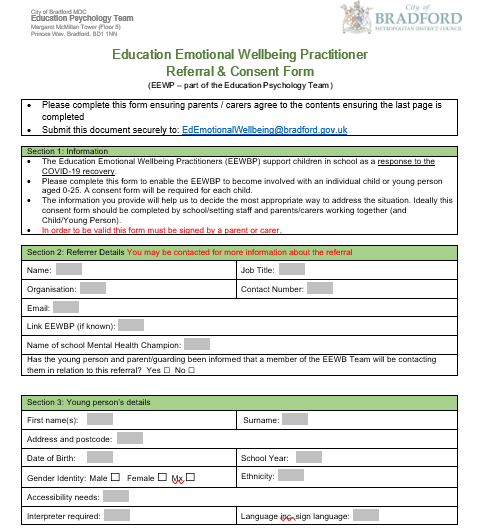 City of Bradford MDC
Education Psychology Team
Margaret McMillen Tower (Floor 5)
Princes Way, Bradford. BD1 1NN
City of
BRADFORD
METROPOLITAN DISTRICT COUNCIL
Education Emotional Wellbeing Practitioner
Referral & Consent Form
(EEWP – part of the Education Psychology Team)
• Please complete this form ensuring parents / carers agree to the contents ensuring the last page is
completed
• Submit this document securely to: EdEmotionalWellbeing@bradford.gov.uk
Section 1: Information
• The Education Emotional Wellbeing Practitioners (EEWBP) support children in school as a response to the
COVID-19 recovery.
• Please complete this form to enable the EEWBP to become involved with an individual child or young person
aged 0-25. A consent form will be required for each child.
• The information you provide will help us to decide the most appropriate way to address the situation. Ideally this
consent form should be completed by school/setting staff and parents/carers working together (and
Child/Young Person).
• In order to be valid this form must be signed by a parent or carer.
Section 2: Referrer Details You may be contacted for more information about the referral
Name: Job Title:
Organisation: Contact Number:
Email:
Link EEWBP (if known):
Name of school Mental Health Champion:
Has the young person and parent/guarding been informed that a member of the EEWB Team will be contacting
them in relation to this referral? Yes ☐ No ☐
Section 3: Young person's details
First name(s): Surname:
Address and postcode:
Date of Birth: School Year:
Gender Identity: Male ☐ Female ☐ Mx ☐ Ethnicity:
Accessibility needs:
Interpreter required: Language inc. sign language: